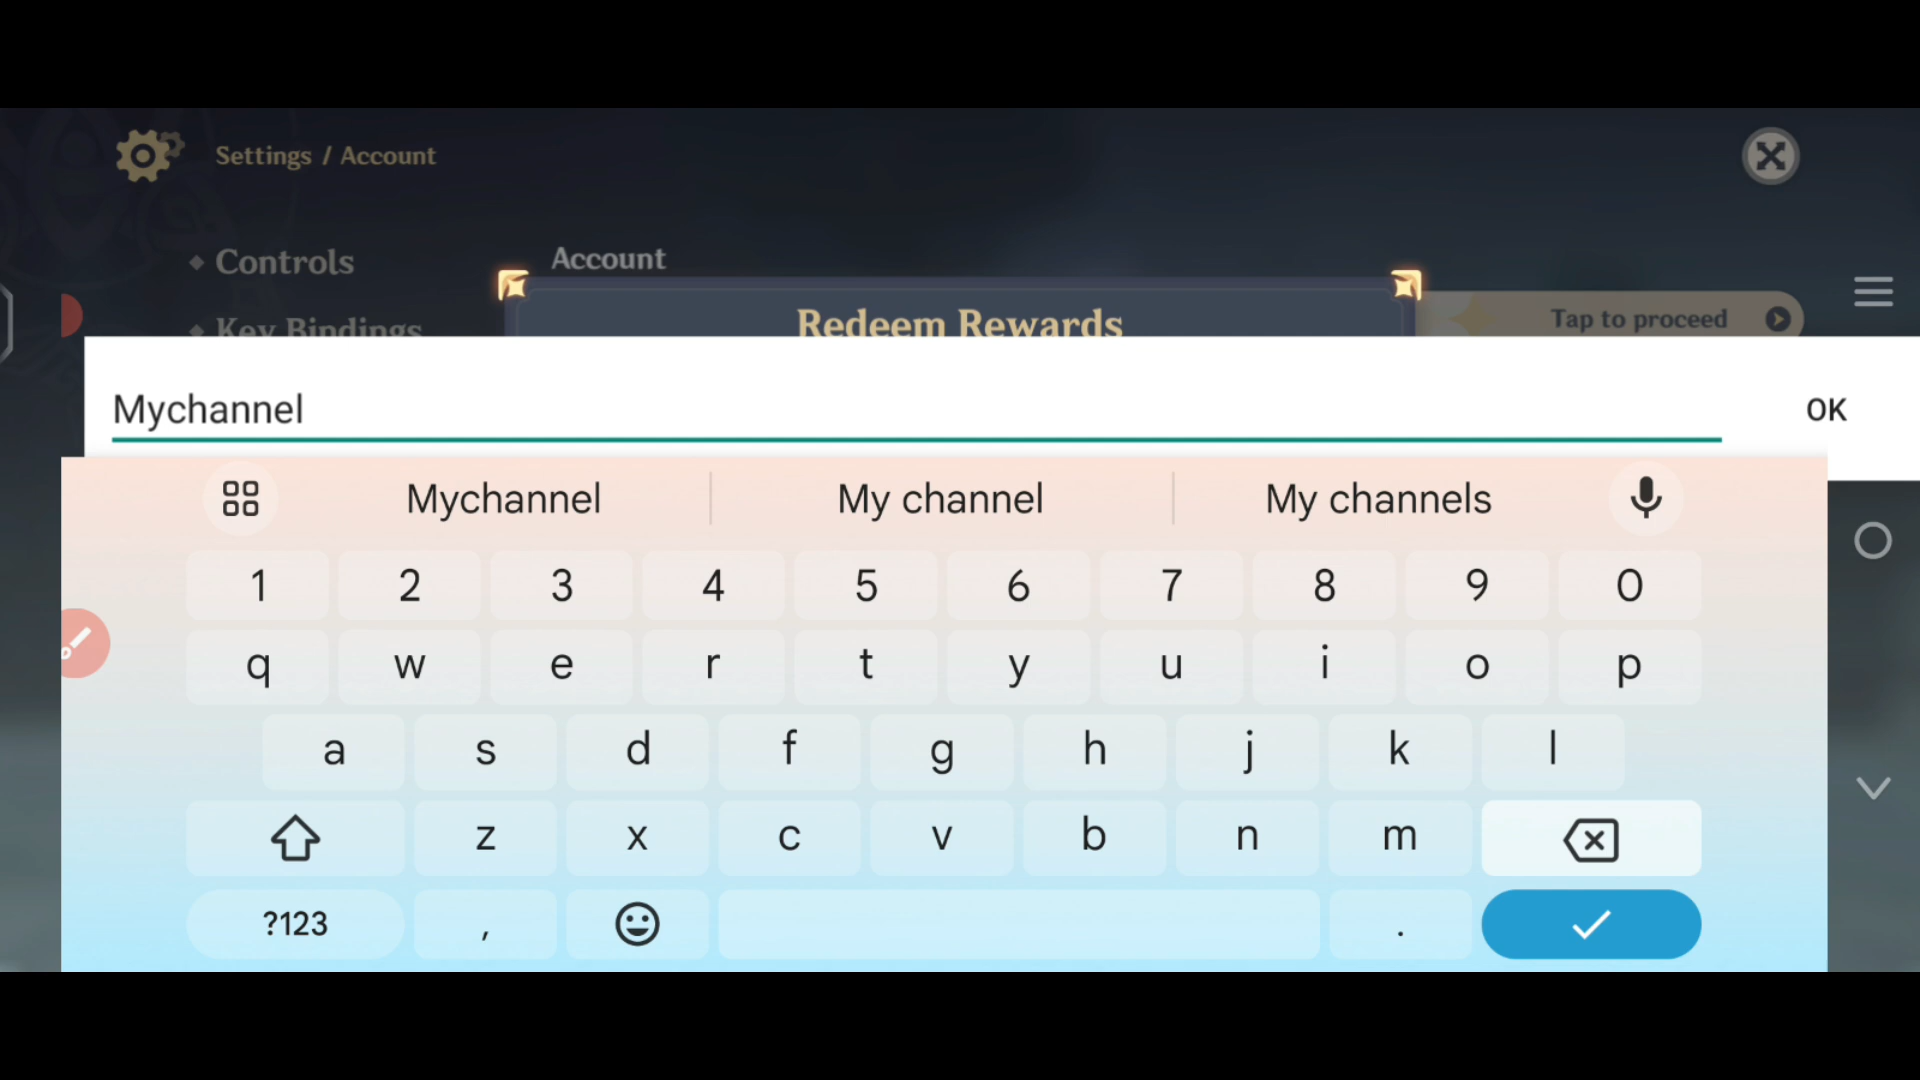 Settings / Account
Controls
Account
Key Bindings
Redeem Rewards
Tap to proceed
Mychannel
OK
Mychannel My channel My channels
1 2 3 4 5 6 7 8 9 0
q w e r t y u i o p
a s d f g h j k l
z x c v b n m
?123 , .